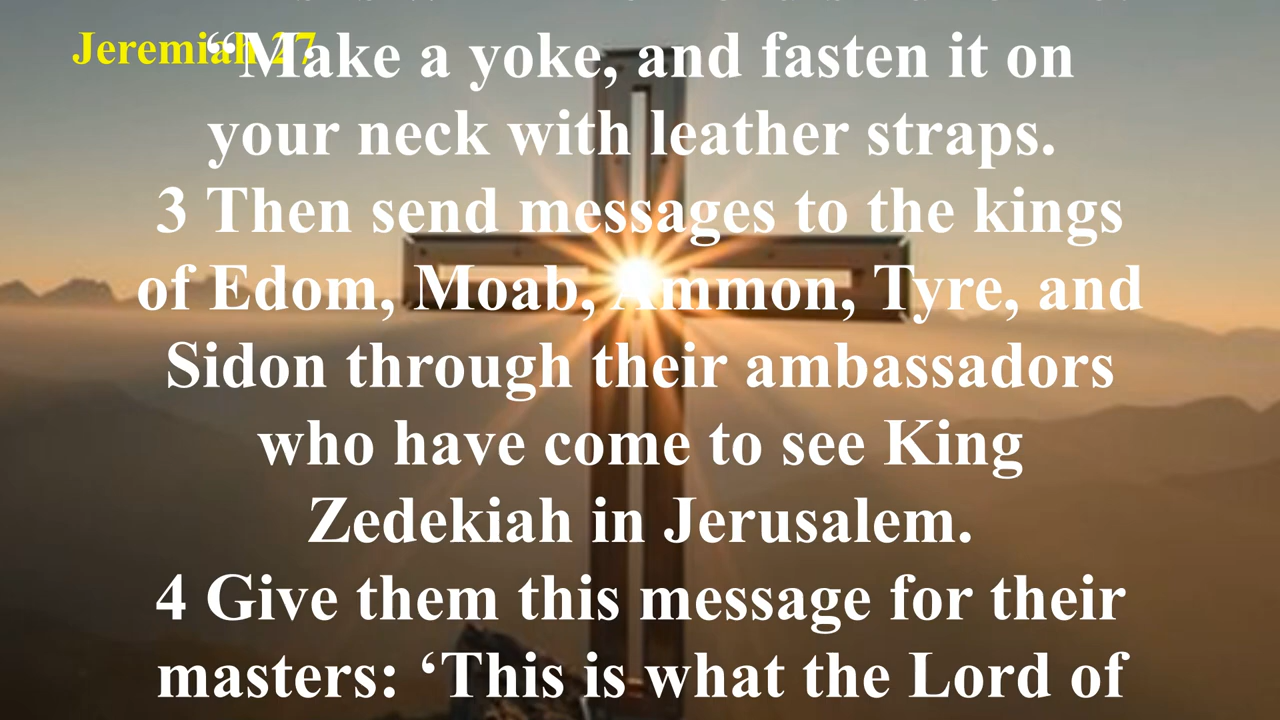 Jeremiah 27
“Make a yoke, and fasten it on
your neck with leather straps.
3 Then send messages to the kings
of Edom, Moab, Ammon, Tyre, and
Sidon through their ambassadors
who have come to see King
Zedekiah in Jerusalem.
4 Give them this message for their
masters: ‘This is what the Lord of